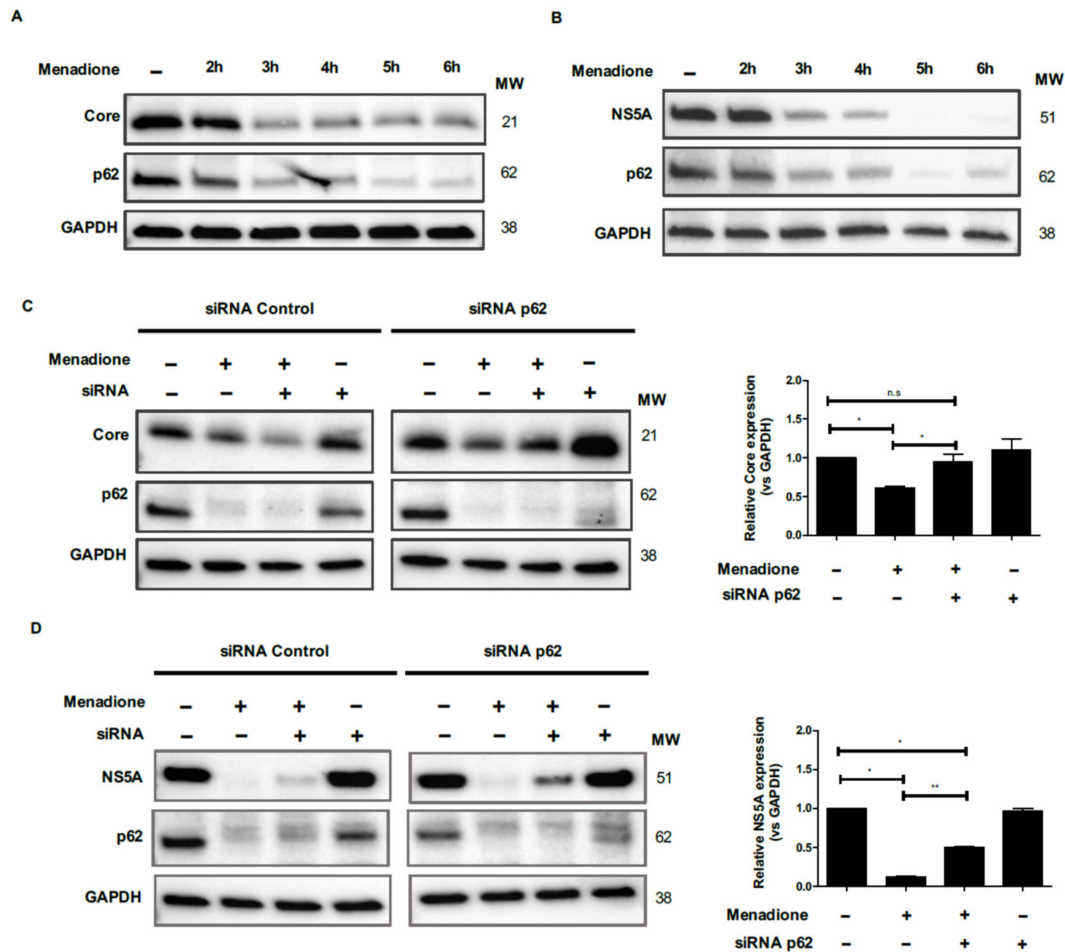 A
Menadione – 2h 3h 4h 5h 6h
MW
Core 21
p62 62
GAPDH 38
B
Menadione – 2h 3h 4h 5h 6h
MW
NS5A 51
p62 62
GAPDH 38
C
siRNA Control siRNA p62
Menadione – + + – – + + –
siRNA – – + + – – + +
MW
Core 21
p62 62
GAPDH 38
Relative Core expression
(vs GAPDH)
2.0
1.5
1.0
0.5
0.0
n.s
*
*
Menadione – + + –
siRNA p62 – – + +
D
siRNA Control siRNA p62
Menadione – + + – – + + –
siRNA – – + + – – + +
MW
NS5A 51
p62 62
GAPDH 38
Relative NS5A expression
(vs GAPDH)
2.0
1.5
1.0
0.5
0.0
*
*
**
Menadione – + + –
siRNA p62 – – + +